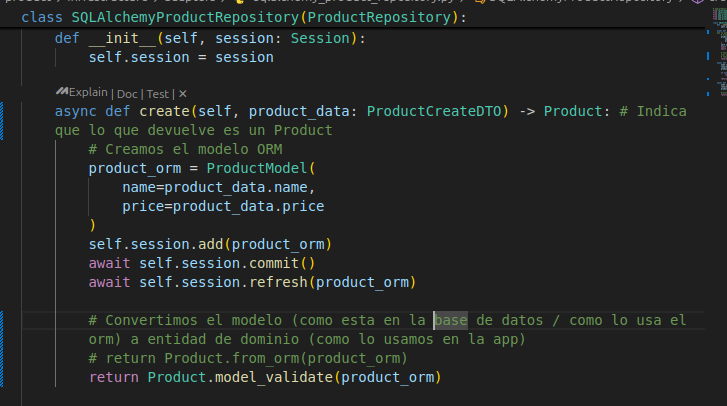 class SQLAlchemyProductRepository(ProductRepository):
def __init__(self, session: Session):
self.session = session
Explain | Doc | Test | ×
async def create(self, product_data: ProductCreateDTO) -> Product: # Indica
que lo que devuelve es un Product
# Creamos el modelo ORM
product_orm = ProductModel(
name=product_data.name,
price=product_data.price
)
self.session.add(product_orm)
await self.session.commit()
await self.session.refresh(product_orm)
# Convertimos el modelo (como esta en la base de datos / como lo usa el
orm) a entidad de dominio (como lo usamos en la app)
# return Product.from_orm(product_orm)
return Product.model_validate(product_orm)